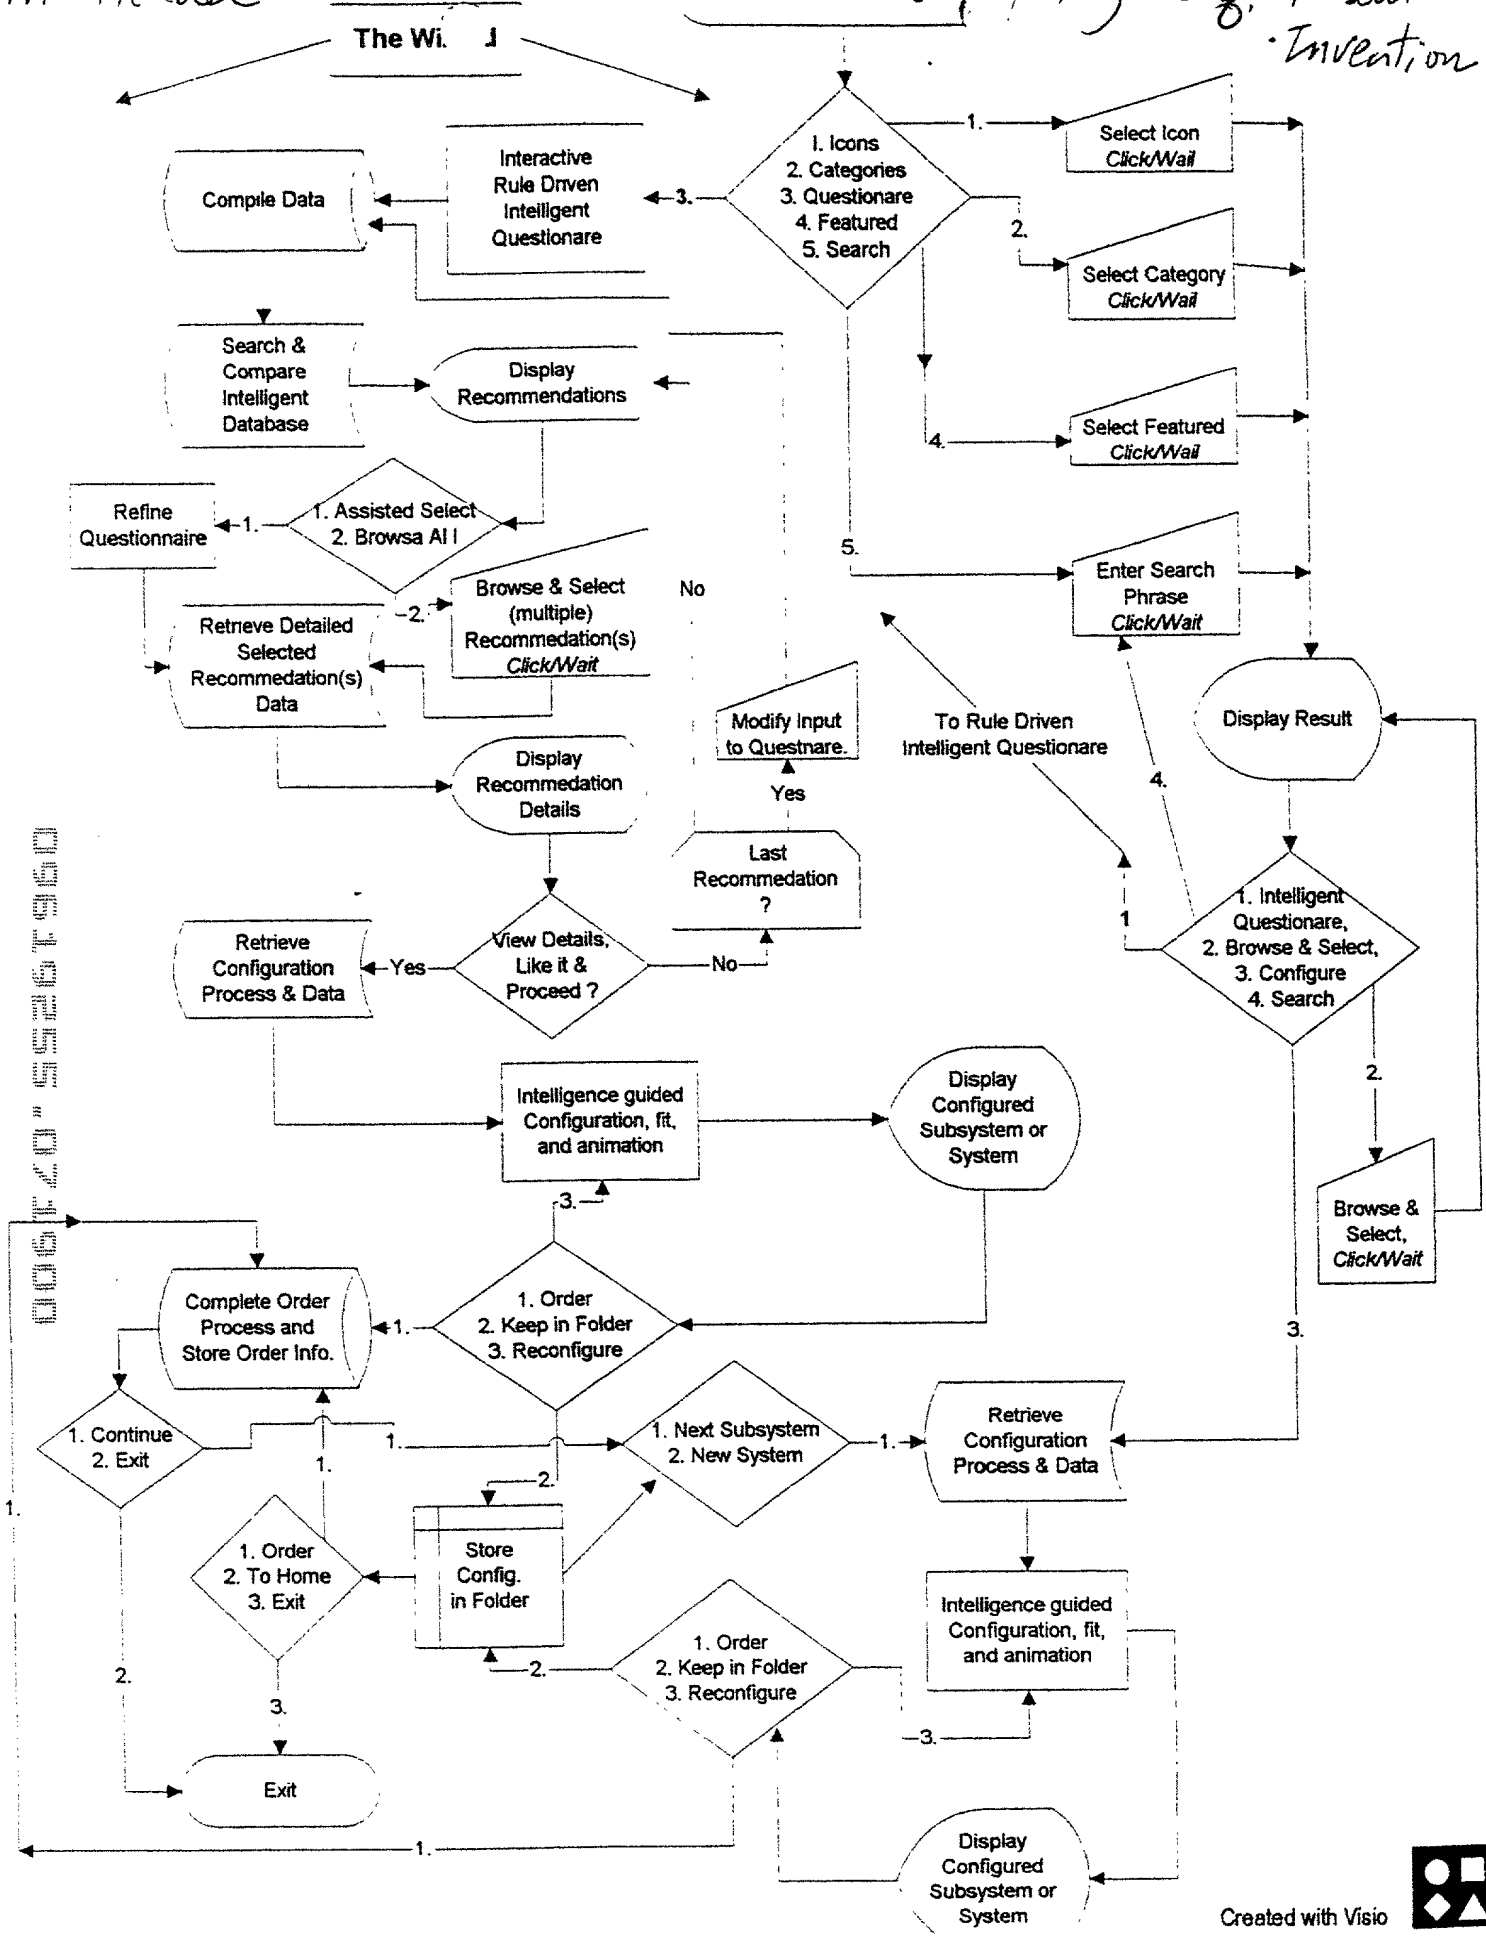 Invention
The Wi
1. Icons
2. Categories
3. Questionare
4. Featured
5. Search
1.
Select Icon
Click/Wait
Interactive
Rule Driven
Intelligent
Questionare
Compile Data
3.
2.
Select Category
Click/Wait
Search &
Compare
Intelligent
Database
Display
Recommendations
4.
Select Featured
Click/Wait
Refine
Questionnaire
1.
1. Assisted Select
2. Browsa All
5.
Enter Search
Phrase
Click/Wait
2.
Browse & Select
(multiple)
Recommedation(s)
Click/Wait
No
Retrieve Detailed
Selected
Recommedation(s)
Data
Modify Input
to Questnare.
To Rule Driven
Intelligent Questionare
Display Result
Display
Recommedation
Details
Yes
4.
Last
Recommedation
?
1
1. Intelligent
Questionare,
2. Browse & Select,
3. Configure
4. Search
Retrieve
Configuration
Process & Data
Yes
View Details,
Like it &
Proceed ?
No
2.
Intelligence guided
Configuration, fit,
and animation
Display
Configured
Subsystem or
System
3.
Browse &
Select,
Click/Wait
Complete Order
Process and
Store Order Info.
1.
1. Order
2. Keep in Folder
3. Reconfigure
3.
1. Continue
2. Exit
1.
1.
1. Next Subsystem
2. New System
1.
Retrieve
Configuration
Process & Data
2.
1.
1. Order
2. To Home
3. Exit
Store
Config.
in Folder
Intelligence guided
Configuration, fit,
and animation
2.
2.
1. Order
2. Keep in Folder
3. Reconfigure
3.
3.
Exit
1.
Display
Configured
Subsystem or
System
Created with Visio